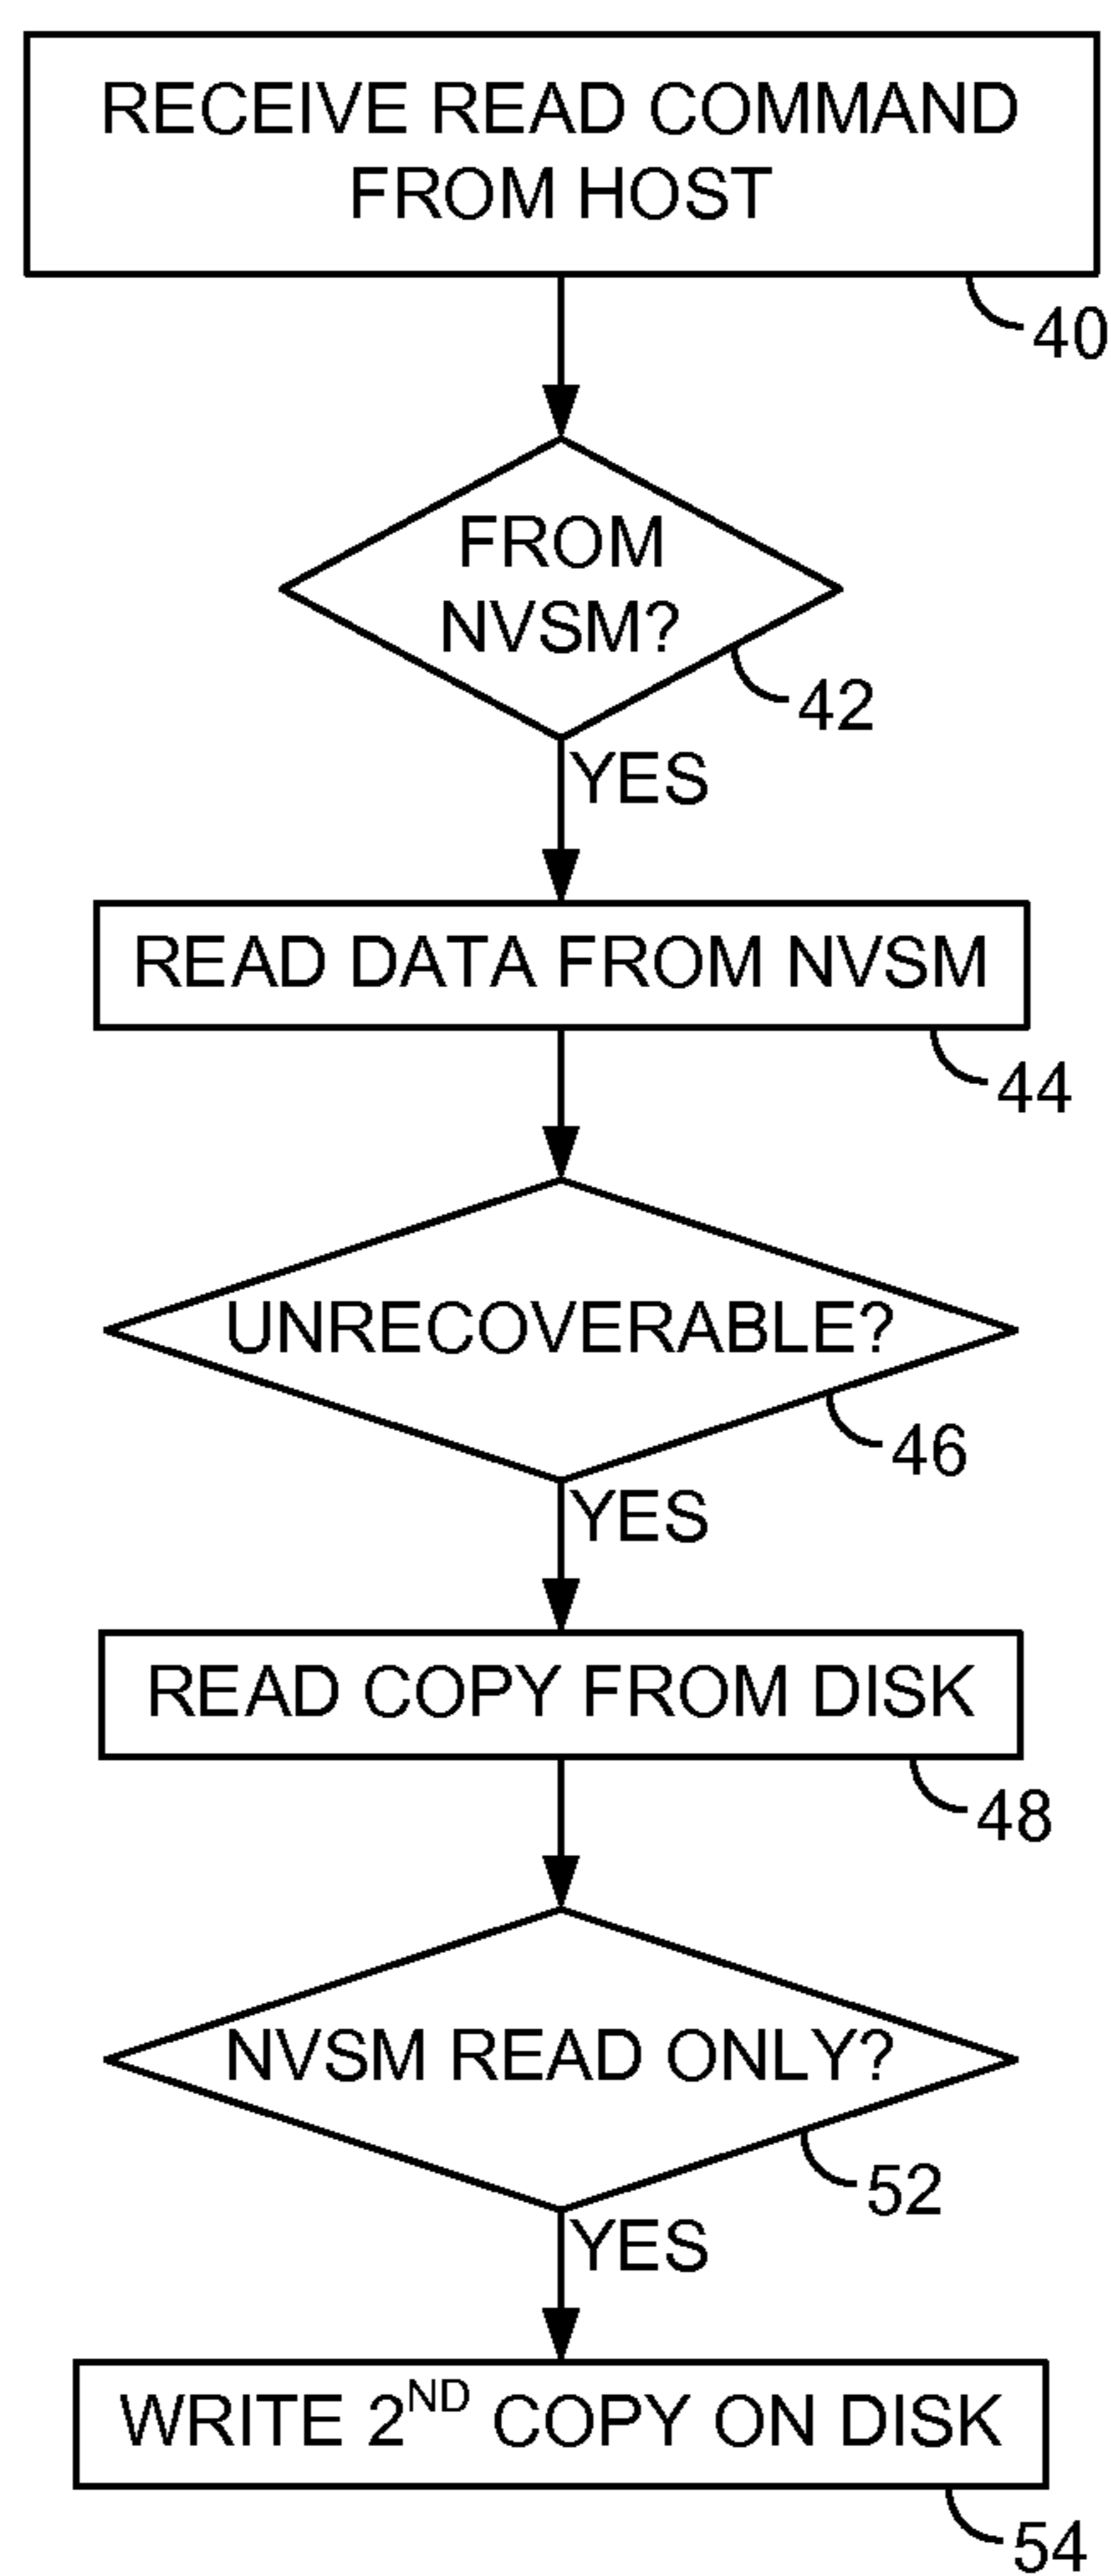 RECEIVE READ COMMAND
FROM HOST
40
FROM
NVSM?
42
YES
READ DATA FROM NVSM
44
UNRECOVERABLE?
46
YES
READ COPY FROM DISK
48
NVSM READ ONLY?
52
YES
WRITE 2ND COPY ON DISK
54